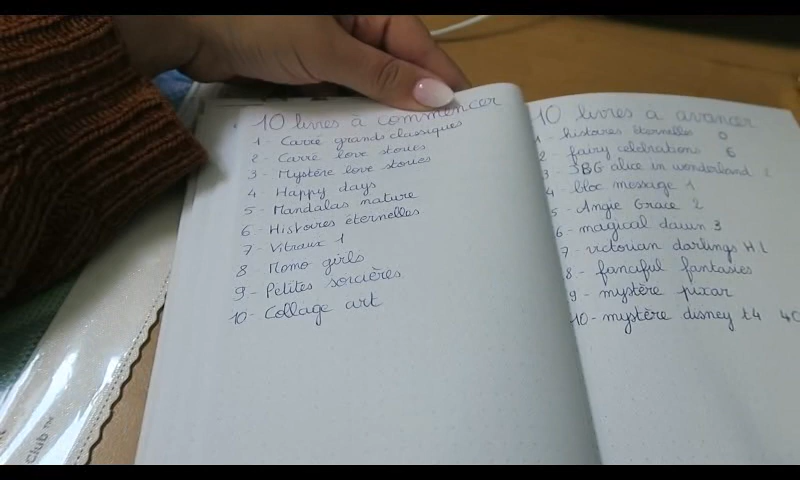 10 livres à commencer
1 - Carré grands classiques
2 - Carré love stories
3 - Mystère love stories
4 - Happy days
5 - Mandalas nature
6 - Histoires éternelles
7 - Vitraux 1
8 - Momo girls
9 - Petites sorcières
10 - Collage art
10 livres à avancer
1 - histoires éternelles 0
2 - fairy celebrations 6
3 - SBG alice in wonderland
4 - bloc message 1
5 - Angie Grace 2
6 - magical dawn 3
7 - victorian darlings H
8 - fanciful fantasies
9 - mystère pixar
10 - mystère disney t4 40
club™